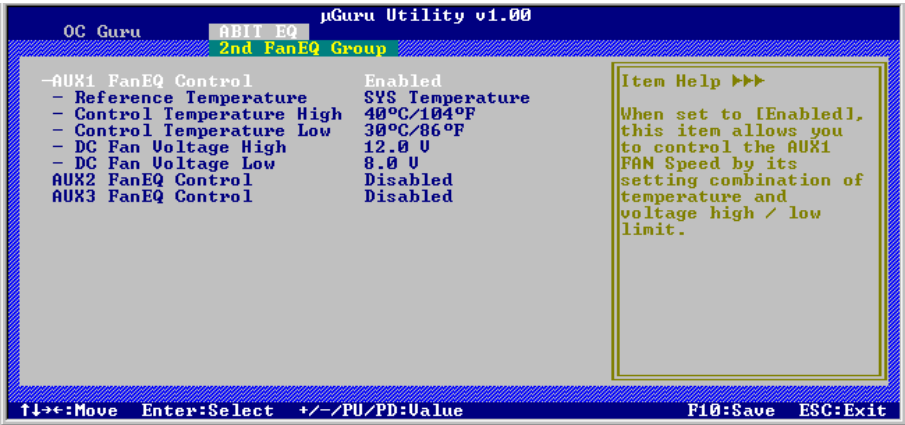 µGuru Utility v1.00
OC Guru ABIT EQ
2nd FanEQ Group
—AUX1 FanEQ Control Enabled
- Reference Temperature SYS Temperature
- Control Temperature High 40ºC/104ºF
- Control Temperature Low 30ºC/86ºF
- DC Fan Voltage High 12.0 V
- DC Fan Voltage Low 8.0 V
AUX2 FanEQ Control Disabled
AUX3 FanEQ Control Disabled
Item Help ▶▶▶
When set to [Enabled],
this item allows you
to control the AUX1
FAN Speed by its
setting combination of
temperature and
voltage high / low
limit.
↑↓→←:Move Enter:Select +/-/PU/PD:Value F10:Save ESC:Exit